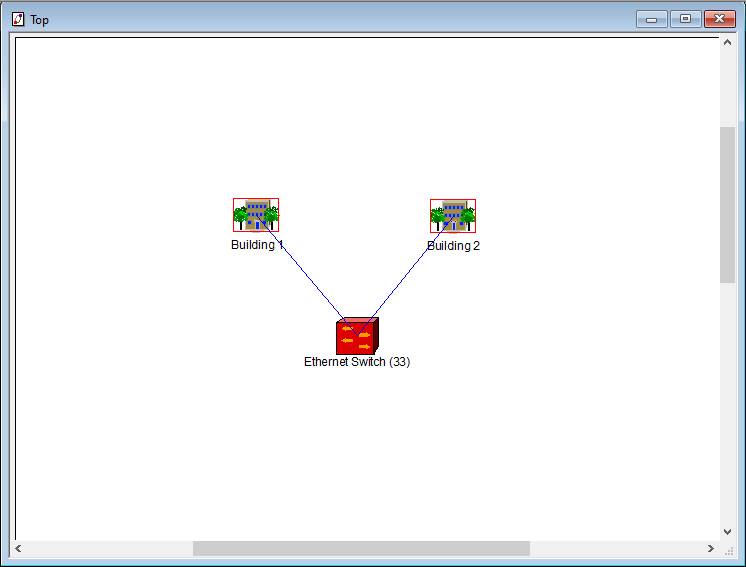 Top
Building 1
Building 2
Ethernet Switch (33)